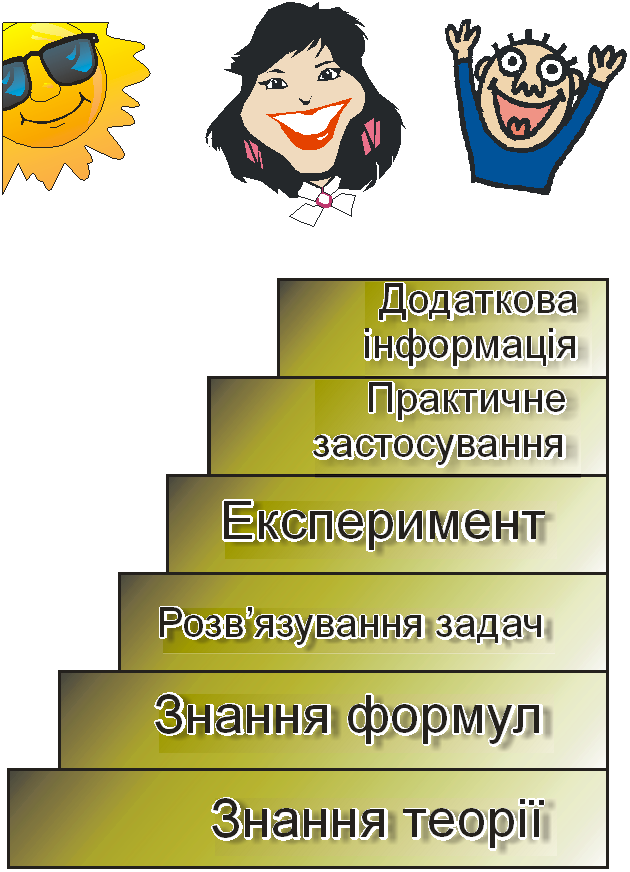 Додаткова
інформація
Практичне
застосування
Експеримент
Розв’язування задач
Знання формул
Знання теорії